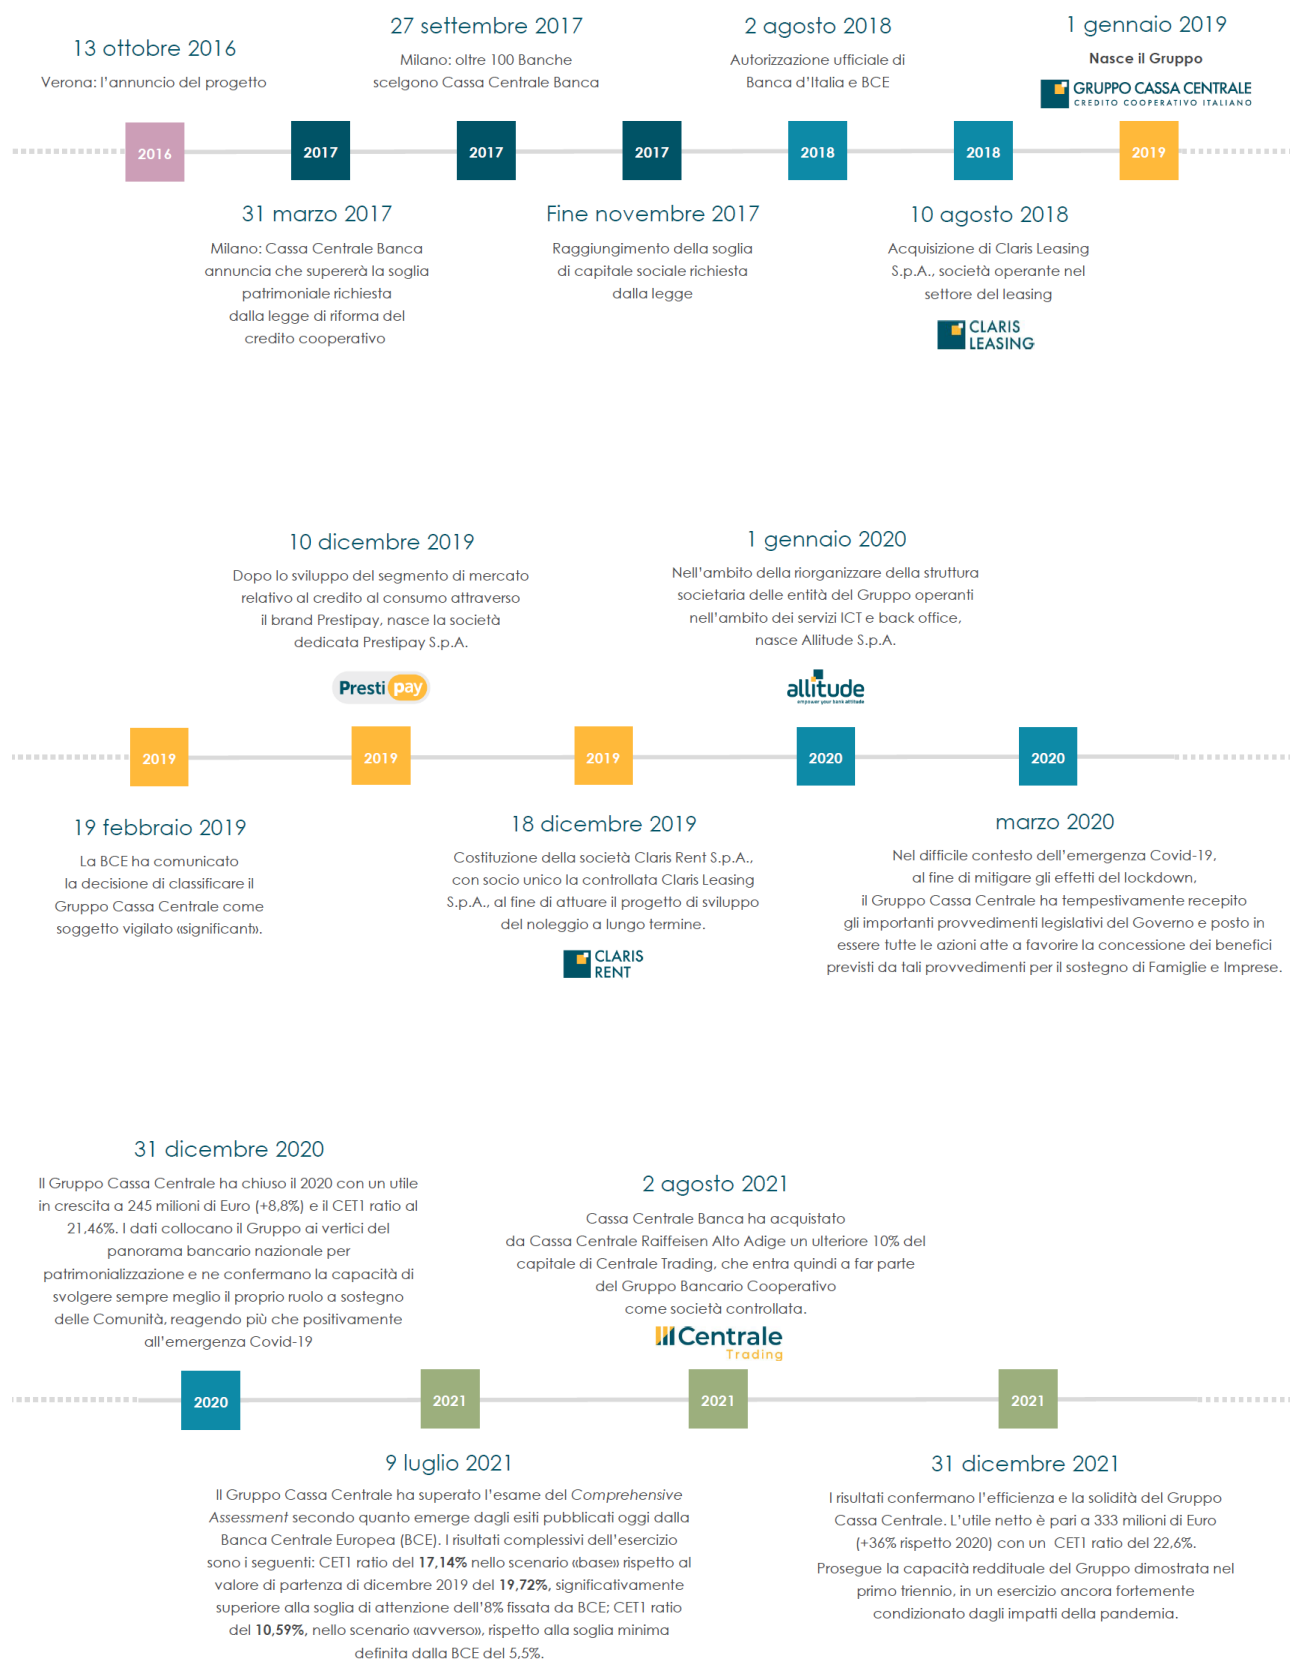 13 ottobre 2016
Verona: l'annuncio del progetto
27 settembre 2017
Milano: oltre 100 Banche
scelgono Cassa Centrale Banca
2 agosto 2018
Autorizzazione ufficiale di
Banca d'Italia e BCE
1 gennaio 2019
Nasce il Gruppo
GRUPPO CASSA CENTRALE
CREDITO COOPERATIVO ITALIANO
2016
2017
2017
2017
2018
2018
2019
31 marzo 2017
Milano: Cassa Centrale Banca
annuncia che supererà la soglia
patrimoniale richiesta
dalla legge di riforma del
credito cooperativo
Fine novembre 2017
Raggiungimento della soglia
di capitale sociale richiesta
dalla legge
10 agosto 2018
Acquisizione di Claris Leasing
S.p.A., società operante nel
settore del leasing
CLARIS
LEASING
10 dicembre 2019
Dopo lo sviluppo del segmento di mercato
relativo al credito al consumo attraverso
il brand Prestipay, nasce la società
dedicata Prestipay S.p.A.
Presti pay
1 gennaio 2020
Nell'ambito della riorganizzare della struttura
societaria delle entità del Gruppo operanti
nell'ambito dei servizi ICT e back office,
nasce Allitude S.p.A.
allitude
empower your bank attitude
2019
2019
2019
2020
2020
19 febbraio 2019
La BCE ha comunicato
la decisione di classificare il
Gruppo Cassa Centrale come
soggetto vigilato «significant».
18 dicembre 2019
Costituzione della società Claris Rent S.p.A.,
con socio unico la controllata Claris Leasing
S.p.A., al fine di attuare il progetto di sviluppo
del noleggio a lungo termine.
CLARIS
RENT
marzo 2020
Nel difficile contesto dell'emergenza Covid-19,
al fine di mitigare gli effetti del lockdown,
il Gruppo Cassa Centrale ha tempestivamente recepito
gli importanti provvedimenti legislativi del Governo e posto in
essere tutte le azioni atte a favorire la concessione dei benefici
previsti da tali provvedimenti per il sostegno di Famiglie e Imprese.
31 dicembre 2020
Il Gruppo Cassa Centrale ha chiuso il 2020 con un utile
in crescita a 245 milioni di Euro (+8,8%) e il CET1 ratio al
21,46%. I dati collocano il Gruppo ai vertici del
panorama bancario nazionale per
patrimonializzazione e ne confermano la capacità di
svolgere sempre meglio il proprio ruolo a sostegno
delle Comunità, reagendo più che positivamente
all'emergenza Covid-19
2 agosto 2021
Cassa Centrale Banca ha acquistato
da Cassa Centrale Raiffeisen Alto Adige un ulteriore 10% del
capitale di Centrale Trading, che entra quindi a far parte
del Gruppo Bancario Cooperativo
come società controllata.
Centrale
Trading
2020
2021
2021
2021
9 luglio 2021
Il Gruppo Cassa Centrale ha superato l'esame del Comprehensive
Assessment secondo quanto emerge dagli esiti pubblicati oggi dalla
Banca Centrale Europea (BCE). I risultati complessivi dell'esercizio
sono i seguenti: CET1 ratio del 17,14% nello scenario «base» rispetto al
valore di partenza di dicembre 2019 del 19,72%, significativamente
superiore alla soglia di attenzione dell'8% fissata da BCE; CET1 ratio
del 10,59%, nello scenario «avverso», rispetto alla soglia minima
definita dalla BCE del 5,5%.
31 dicembre 2021
I risultati confermano l'efficienza e la solidità del Gruppo
Cassa Centrale. L'utile netto è pari a 333 milioni di Euro
(+36% rispetto 2020) con un CET1 ratio del 22,6%.
Prosegue la capacità reddituale del Gruppo dimostrata nel
primo triennio, in un esercizio ancora fortemente
condizionato dagli impatti della pandemia.